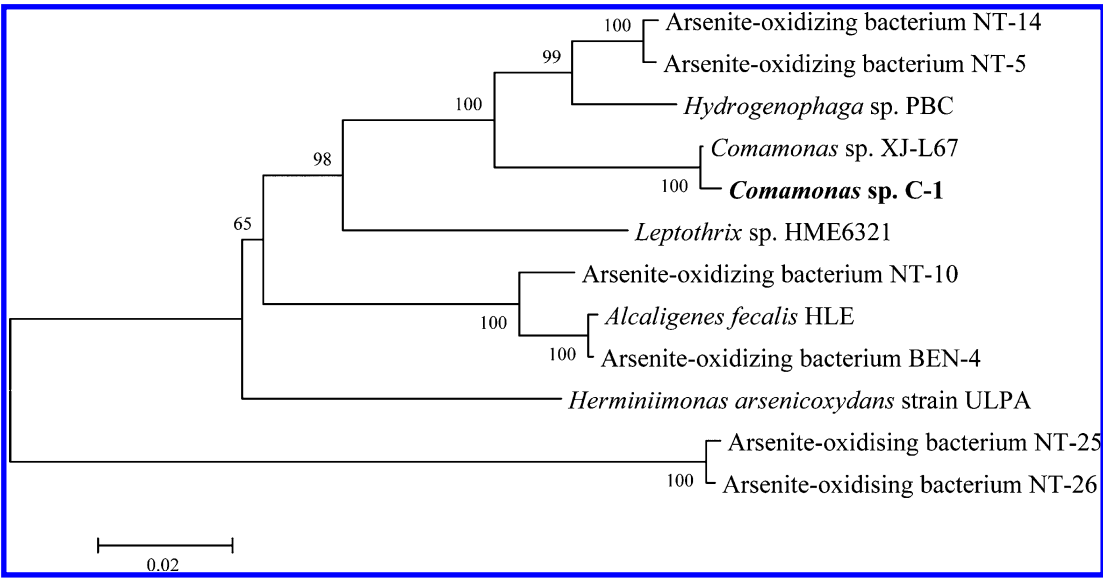 100
Arsenite-oxidizing bacterium NT-14
99
Arsenite-oxidizing bacterium NT-5
100
Hydrogenophaga sp. PBC
98
Comamonas sp. XJ-L67
100
Comamonas sp. C-1
65
Leptothrix sp. HME6321
Arsenite-oxidizing bacterium NT-10
100
Alcaligenes fecalis HLE
100
Arsenite-oxidizing bacterium BEN-4
Herminiimonas arsenicoxydans strain ULPA
Arsenite-oxidising bacterium NT-25
100
Arsenite-oxidising bacterium NT-26
0.02